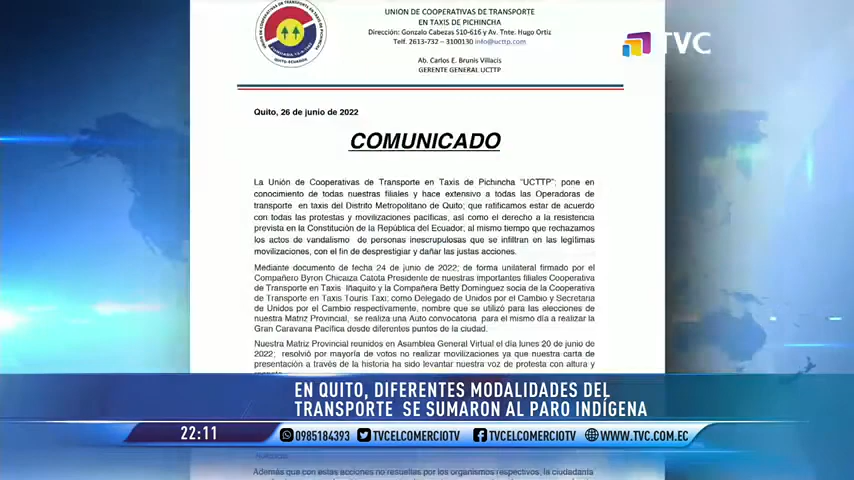 UNION DE COOPERATIVAS DE TRANSPORTE
EN TAXIS DE PICHINCHA
Dirección: Gonzalo Cabezas S10-616 y Av. Tnte. Hugo Ortiz
Telf. 2613-732 – 3100130 info@ucttp.com
Ab. Carlos E. Brunis Villacis
GERENTE GENERAL UCTTP
TVC
Quito, 26 de junio de 2022
COMUNICADO
La Unión de Cooperativas de Transporte en Taxis de Pichincha "UCTTP"; pone en
conocimiento de todas nuestras filiales y hace extensivo a todas las Operadoras de
transporte en taxis del Distrito Metropolitano de Quito; que ratificamos estar de acuerdo
con todas las protestas y movilizaciones pacíficas, así como el derecho a la resistencia
prevista en la Constitución de la República del Ecuador; al mismo tiempo que rechazamos
los actos de vandalismo de personas inescrupulosas que se infiltran en las legítimas
movilizaciones, con el fin de desprestigiar y dañar las justas acciones.
Mediante documento de fecha 24 de junio de 2022; de forma unilateral firmado por el
Compañero Byron Chicaiza Catota Presidente de nuestras importantes filiales Cooperativa
de Transporte en Taxis Iñaquito y la Compañera Betty Domínguez socia de la Cooperativa
de Transporte en Taxis Touris Taxi; como Delegado de Unidos por el Cambio y Secretaria
de Unidos por el Cambio respectivamente, nombre que se utilizó para las elecciones de
nuestra Matriz Provincial, se realiza una Auto convocatoria para el mismo día a realizar la
Gran Caravana Pacífica desde diferentes puntos de la ciudad.
Nuestra Matriz Provincial reunidos en Asamblea General Virtual el día lunes 20 de junio de
2022; resolvió por mayoría de votos no realizar movilizaciones ya que nuestra carta de
presentación a través de la historia ha sido levantar nuestra voz de protesta con altura y
EN QUITO, DIFERENTES MODALIDADES DEL
TRANSPORTE SE SUMARON AL PARO INDÍGENA
22:11 0985184393 TVCELCOMERCIOTV TVCELCOMERCIOTV WWW.TVC.COM.EC
Además que con estas acciones no resueltas por los organismos respectivos, la ciudadanía